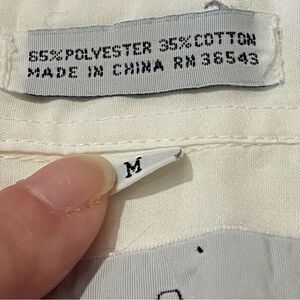 65% POLYESTER 35% COTTON
MADE IN CHINA RN 36543
M